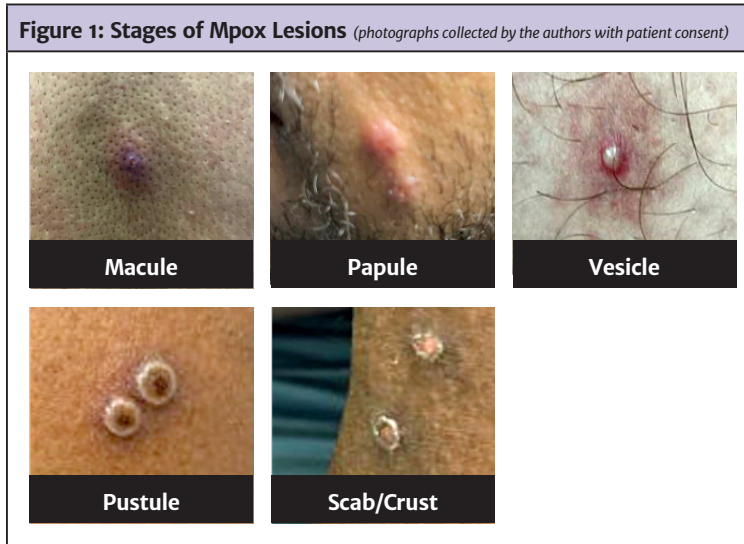 Figure 1: Stages of Mpox Lesions (photographs collected by the authors with patient consent)
Macule
Papule
Vesicle
Pustule
Scab/Crust